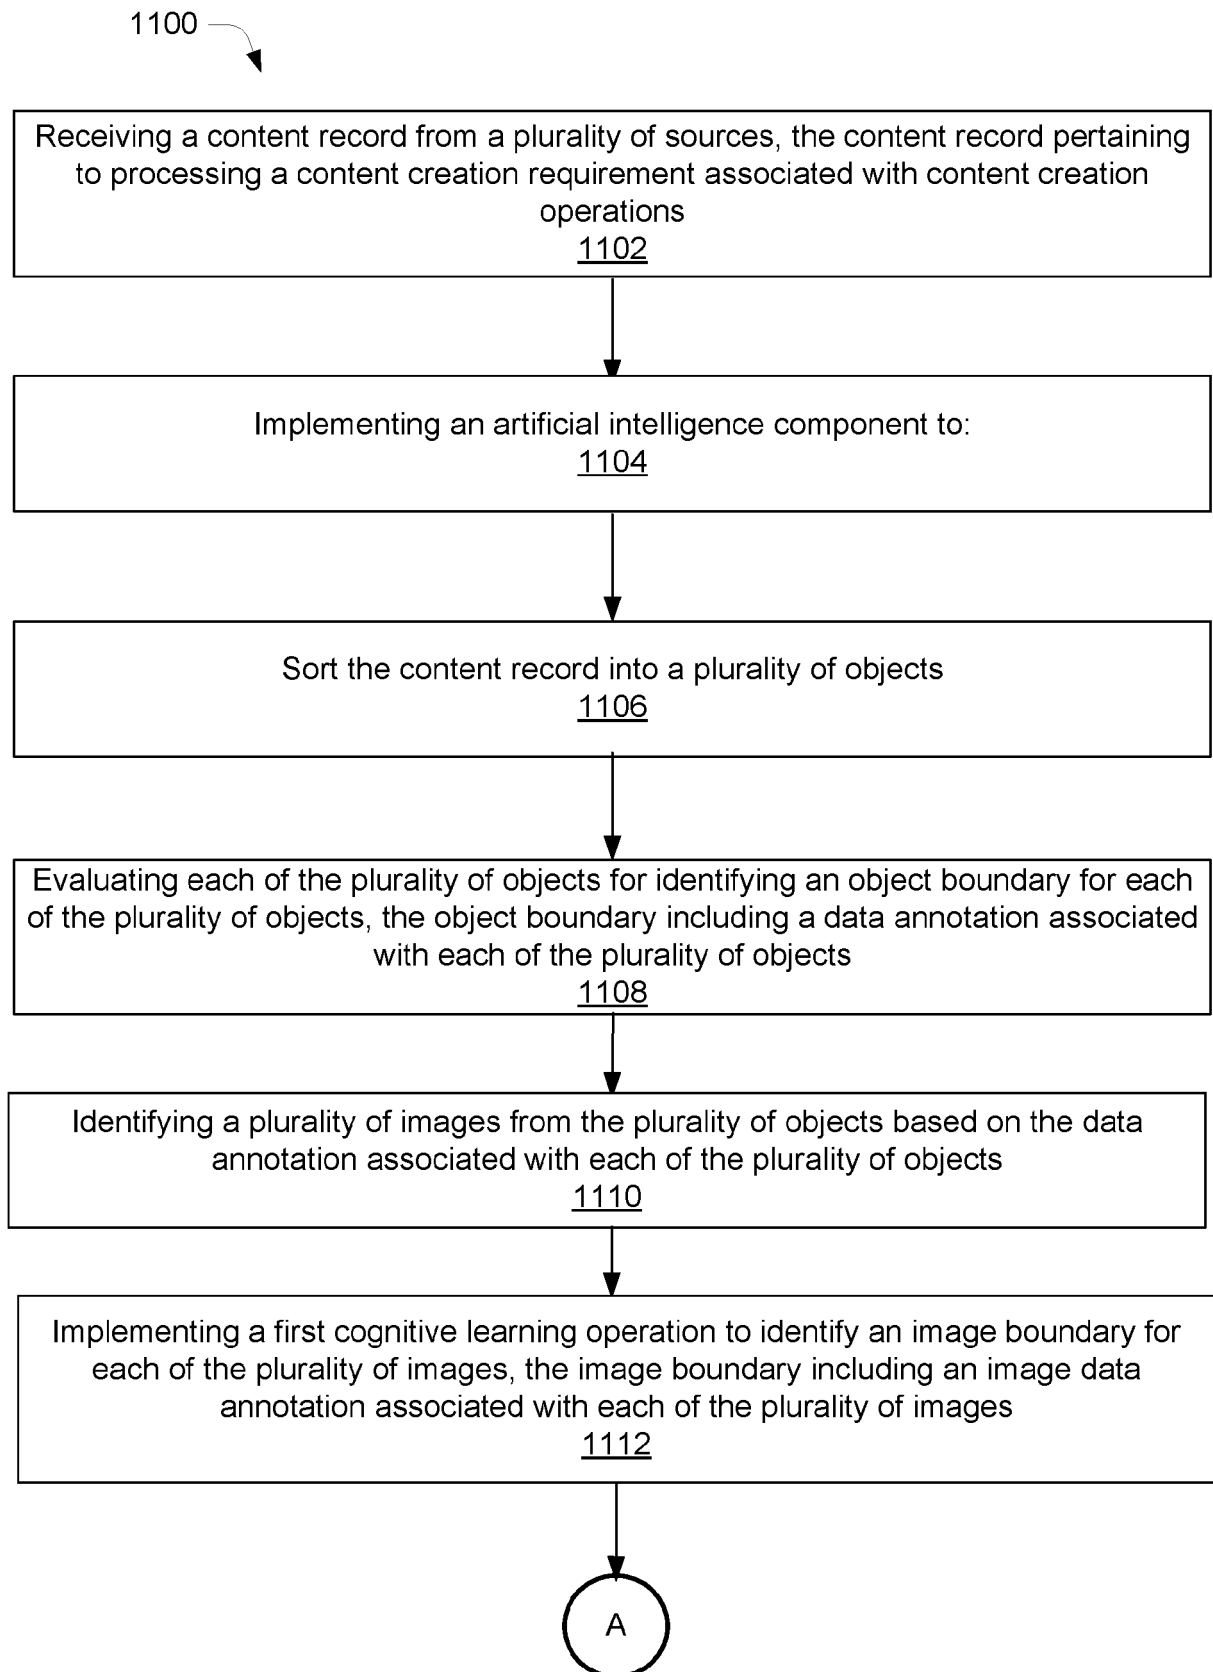 1100
Receiving a content record from a plurality of sources, the content record pertaining
to processing a content creation requirement associated with content creation
operations
1102
Implementing an artificial intelligence component to:
1104
Sort the content record into a plurality of objects
1106
Evaluating each of the plurality of objects for identifying an object boundary for each
of the plurality of objects, the object boundary including a data annotation associated
with each of the plurality of objects
1108
Identifying a plurality of images from the plurality of objects based on the data
annotation associated with each of the plurality of objects
1110
Implementing a first cognitive learning operation to identify an image boundary for
each of the plurality of images, the image boundary including an image data
annotation associated with each of the plurality of images
1112
A